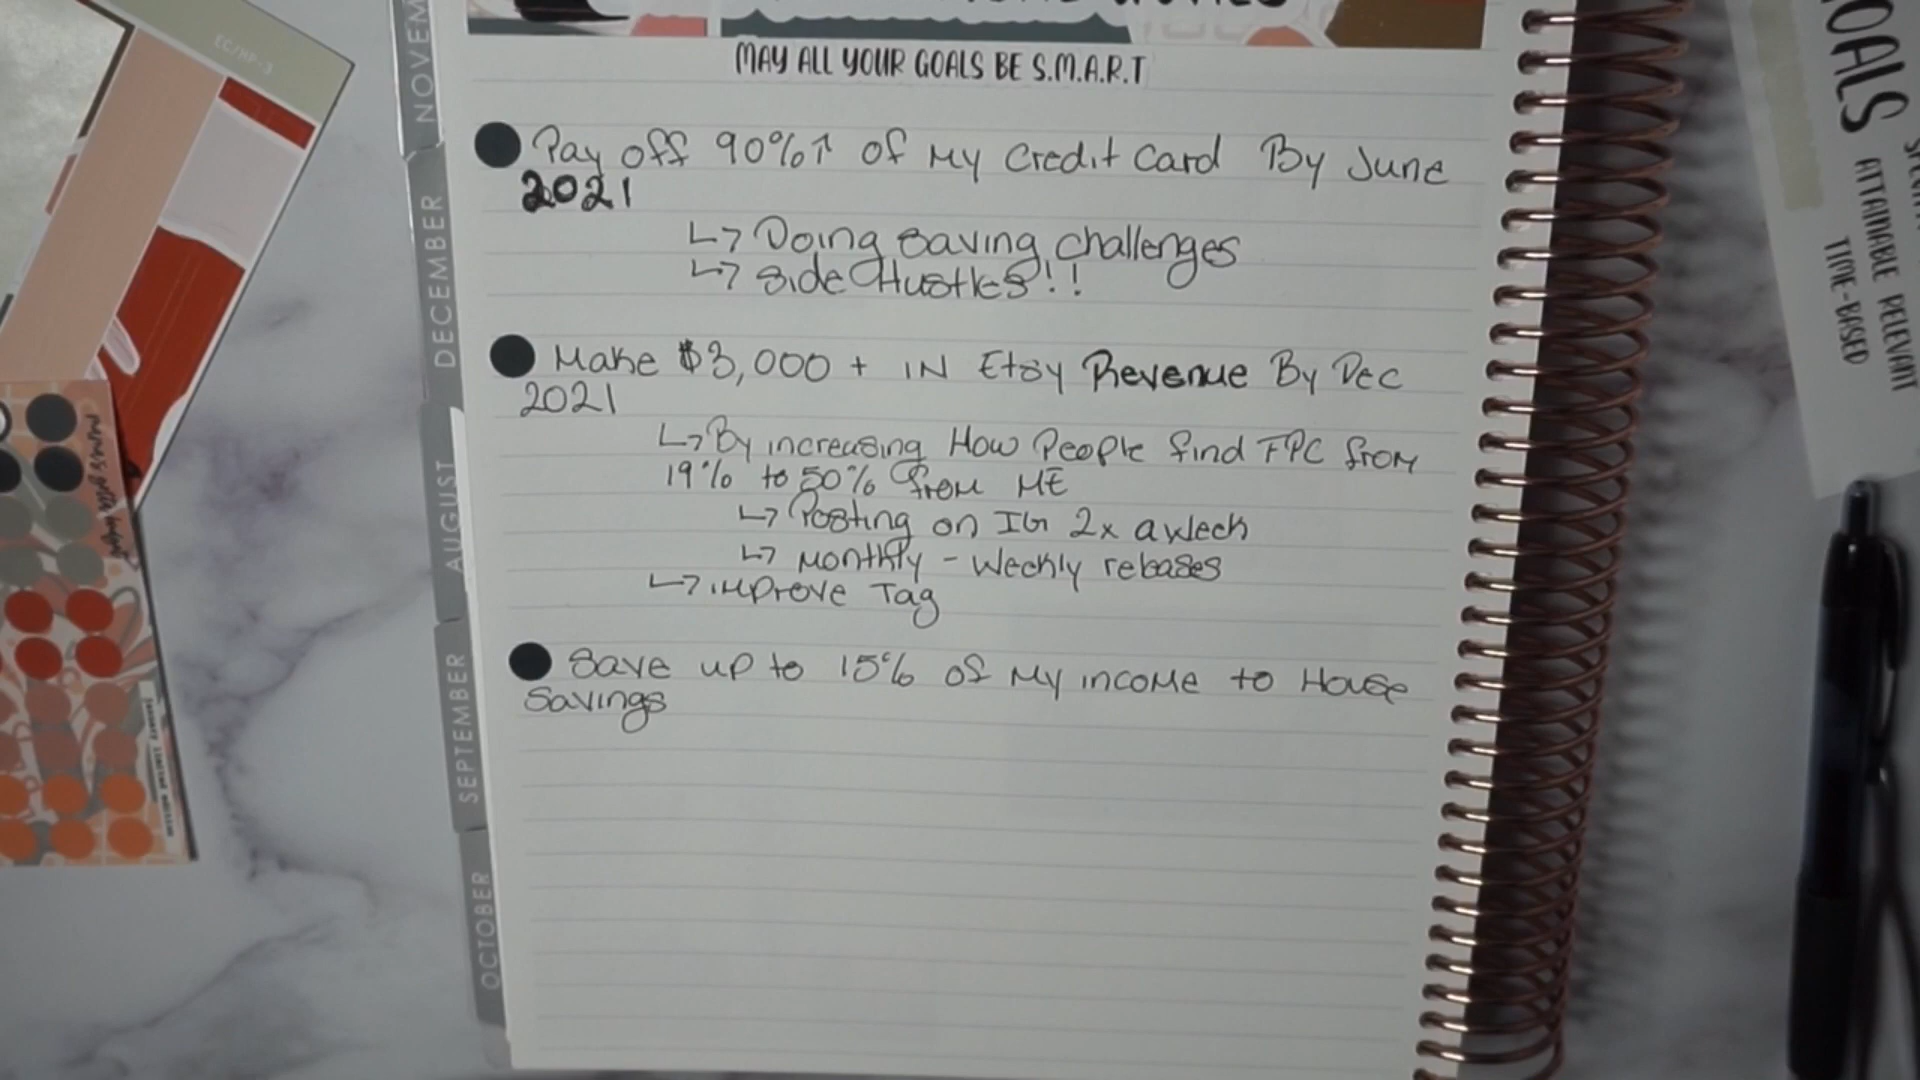 MAY ALL YOUR GOALS BE S.M.A.R.T
Pay off 90%↑ of My Credit Card By June
2021
↳ Doing saving challenges
↳ Side Hustles!!
Make $3,000 + IN Etsy Revenue By Dec
2021
↳ By increasing How People find FPC from
19% to 50% from ME
↳ Posting on IG 2x a week
↳ Monthly - Weekly releases
↳ improve Tag
Save up to 15% of My income to House
Savings
NOVEM
DECEMBER
AUGUST
SEPTEMBER
OCTOBER
EC/HP-3
OALS
ATTAINABLE RELEVANT
TIME-BASED